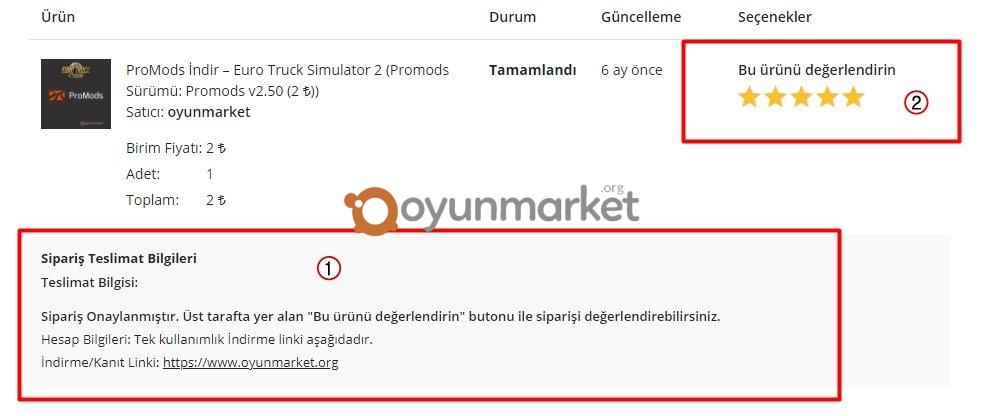 Ürün Durum Güncelleme Seçenekler
EURO TRUCK
ProMods
ProMods İndir – Euro Truck Simulator 2 (Promods
Sürümü: Promods v2.50 (2 ₺))
Satıcı: oyunmarket
Tamamlandı
6 ay önce
Bu ürünü değerlendirin
2
Birim Fiyatı: 2 ₺
Adet: 1
Toplam: 2 ₺
oyunmarket.org
Sipariş Teslimat Bilgileri
1
Teslimat Bilgisi:
Sipariş Onaylanmıştır. Üst tarafta yer alan "Bu ürünü değerlendirin" butonu ile siparişi değerlendirebilirsiniz.
Hesap Bilgileri: Tek kullanımlık İndirme linki aşağıdadır.
İndirme/Kanıt Linki: https://www.oyunmarket.org